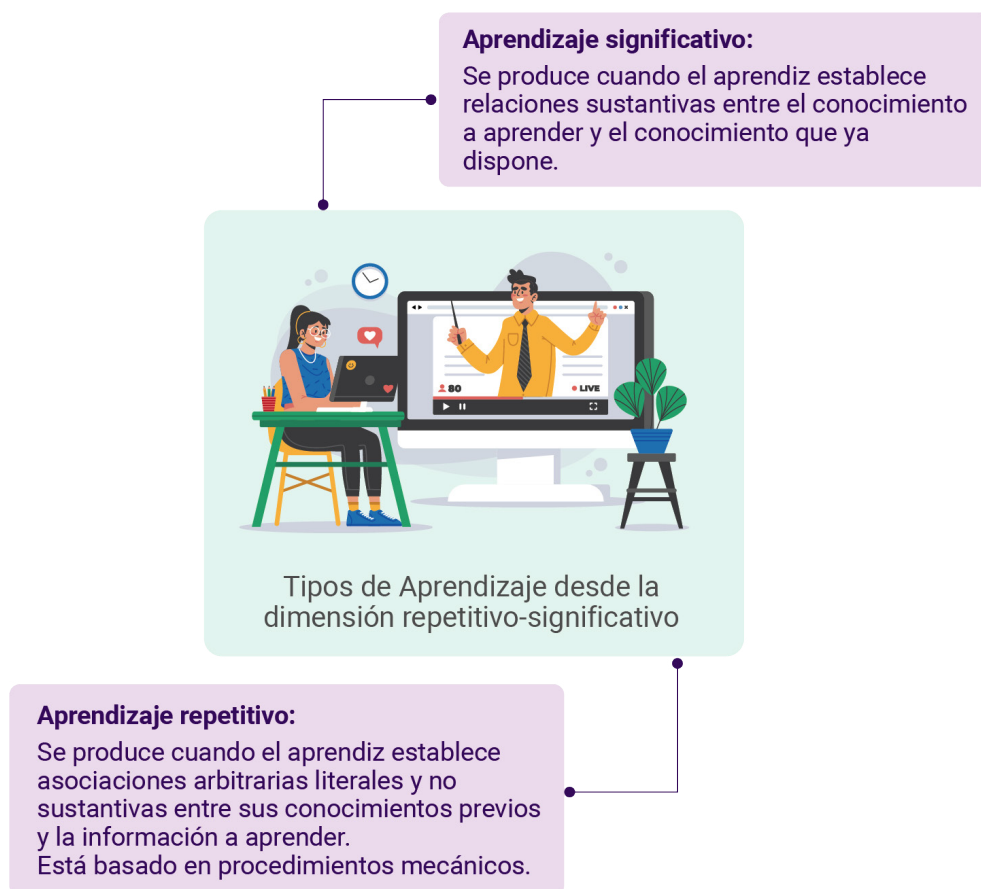 Aprendizaje significativo:
Se produce cuando el aprendiz establece
relaciones sustantivas entre el conocimiento
a aprender y el conocimiento que ya
dispone.
80
LIVE
Tipos de Aprendizaje desde la
dimensión repetitivo-significativo
Aprendizaje repetitivo:
Se produce cuando el aprendiz establece
asociaciones arbitrarias literales y no
sustantivas entre sus conocimientos previos
y la información a aprender.
Está basado en procedimientos mecánicos.